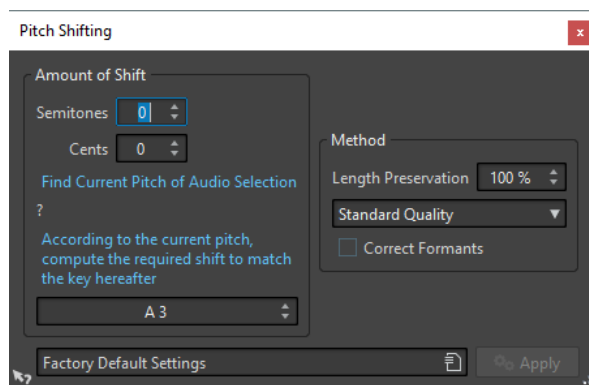 Pitch Shifting
x
Amount of Shift
Semitones 0
Cents 0
Find Current Pitch of Audio Selection
?
According to the current pitch,
compute the required shift to match
the key hereafter
A 3
Method
Length Preservation 100 %
Standard Quality
Correct Formants
Factory Default Settings
Apply
?